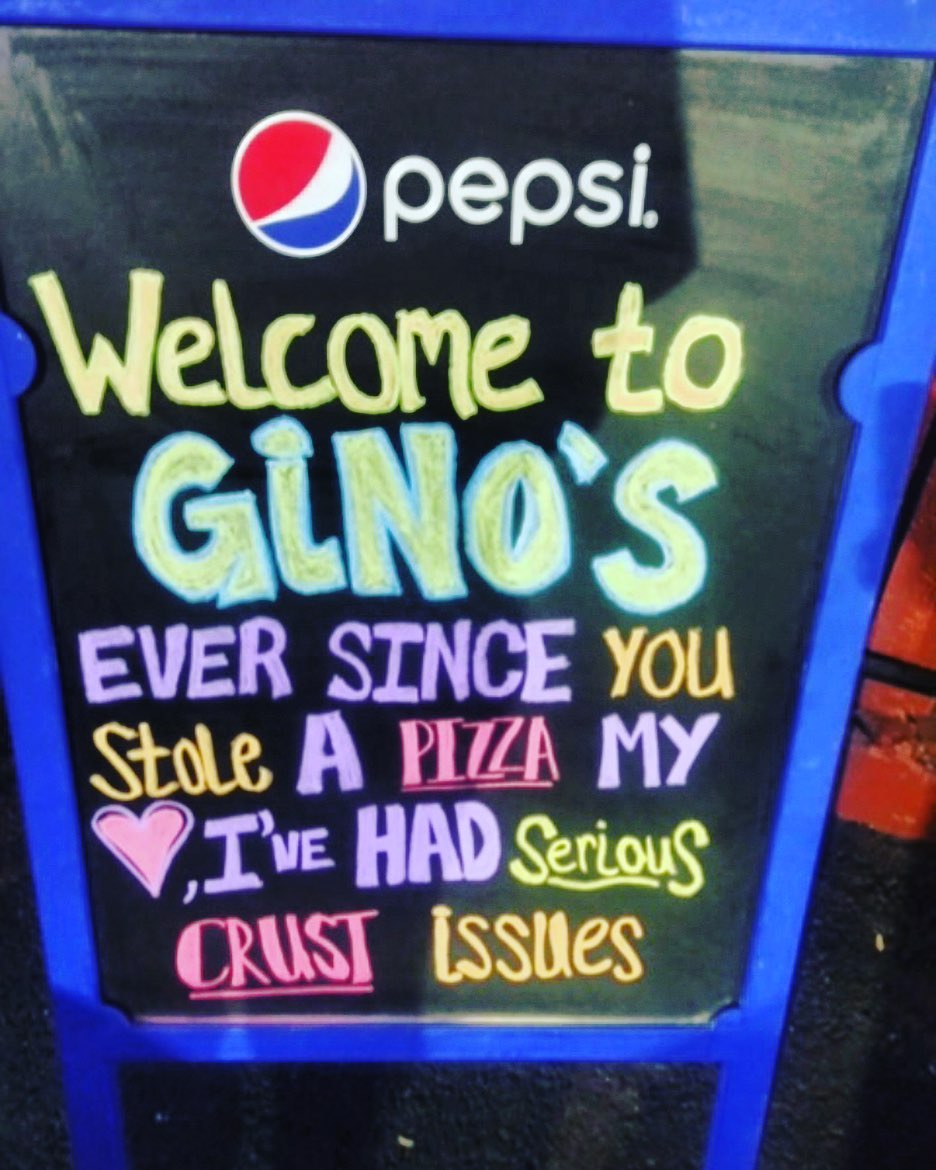 pepsi.
Welcome to
GiNO'S
EVER SINCE YOU
Stole A PIZZA MY
♥, I'VE HAD Serious
CRUST issues